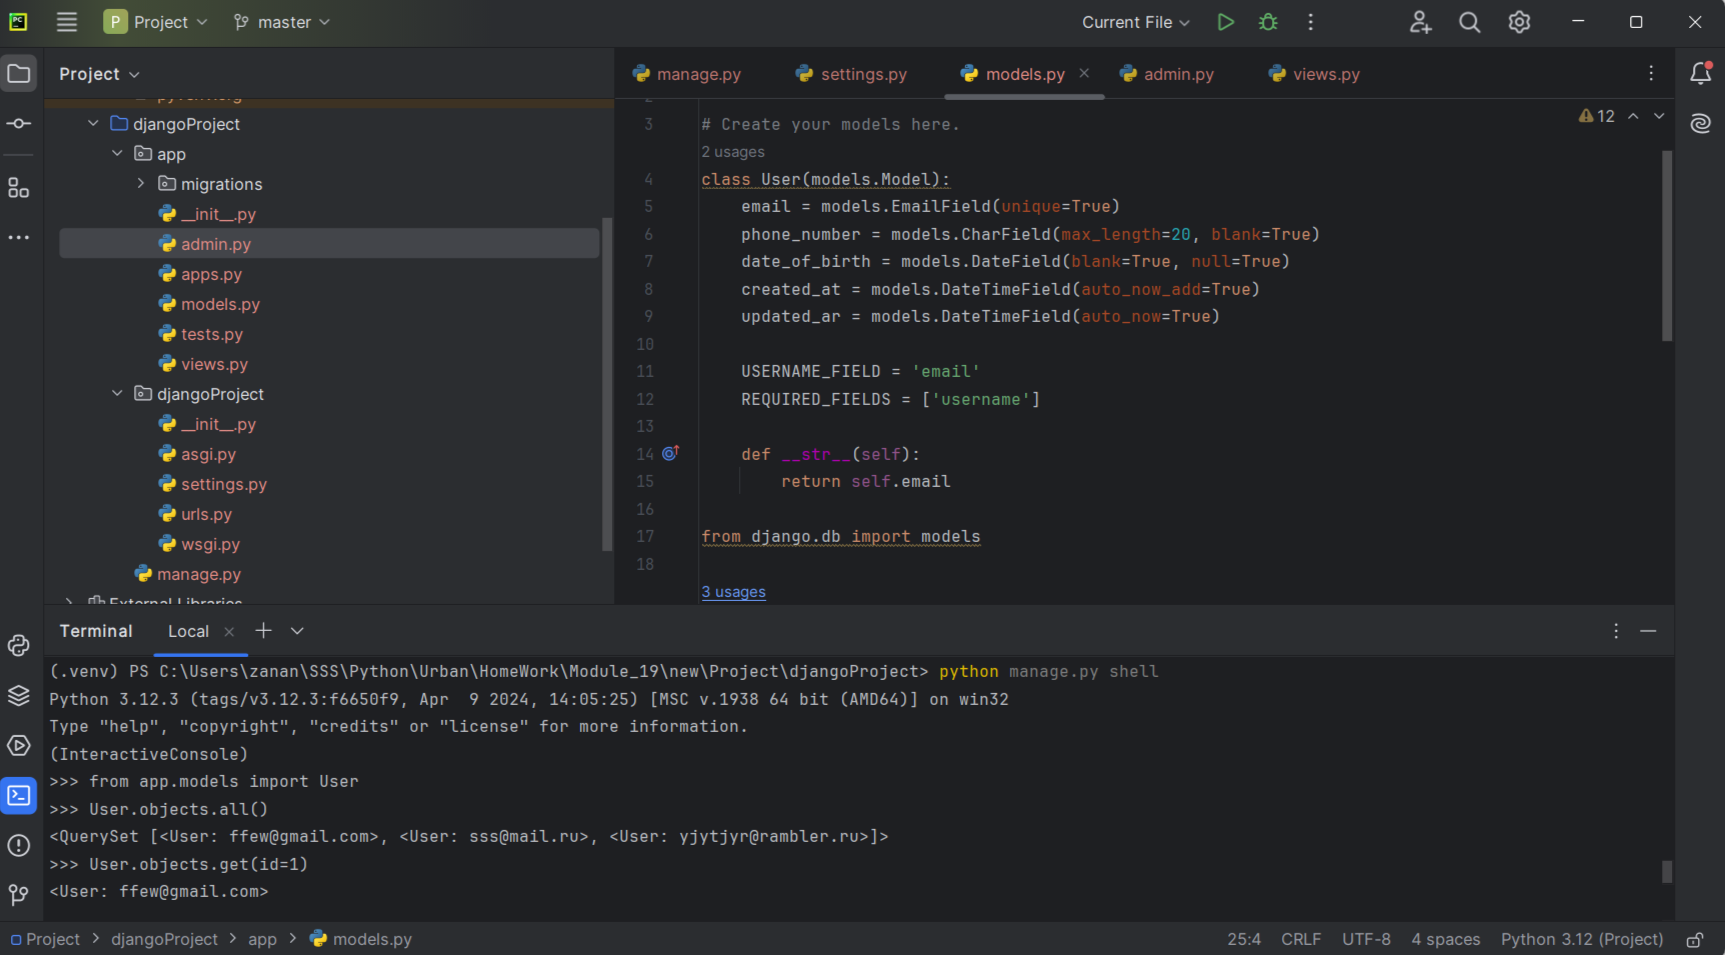 P Project master Current File
Project
manage.py settings.py models.py admin.py views.py
djangoProject
app
migrations
__init__.py
admin.py
apps.py
models.py
tests.py
views.py
djangoProject
__init__.py
asgi.py
settings.py
urls.py
wsgi.py
manage.py
External Libraries
12
3 # Create your models here.
2 usages
4 class User(models.Model):
5 email = models.EmailField(unique=True)
6 phone_number = models.CharField(max_length=20, blank=True)
7 date_of_birth = models.DateField(blank=True, null=True)
8 created_at = models.DateTimeField(auto_now_add=True)
9 updated_ar = models.DateTimeField(auto_now=True)
10
11 USERNAME_FIELD = 'email'
12 REQUIRED_FIELDS = ['username']
13
14 def __str__(self):
15 return self.email
16
17 from django.db import models
18
3 usages
Terminal Local
(.venv) PS C:\Users\zanan\SSS\Python\Urban\HomeWork\Module_19\new\Project\djangoProject> python manage.py shell
Python 3.12.3 (tags/v3.12.3:f6650f9, Apr  9 2024, 14:05:25) [MSC v.1938 64 bit (AMD64)] on win32
Type "help", "copyright", "credits" or "license" for more information.
(InteractiveConsole)
>>> from app.models import User
>>> User.objects.all()
<QuerySet [<User: ffew@gmail.com>, <User: sss@mail.ru>, <User: yjytjyr@rambler.ru>]>
>>> User.objects.get(id=1)
<User: ffew@gmail.com>
Project > djangoProject > app > models.py 25:4 CRLF UTF-8 4 spaces Python 3.12 (Project)